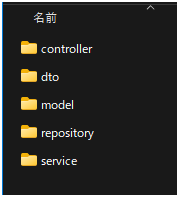 名前
controller
dto
model
repository
service